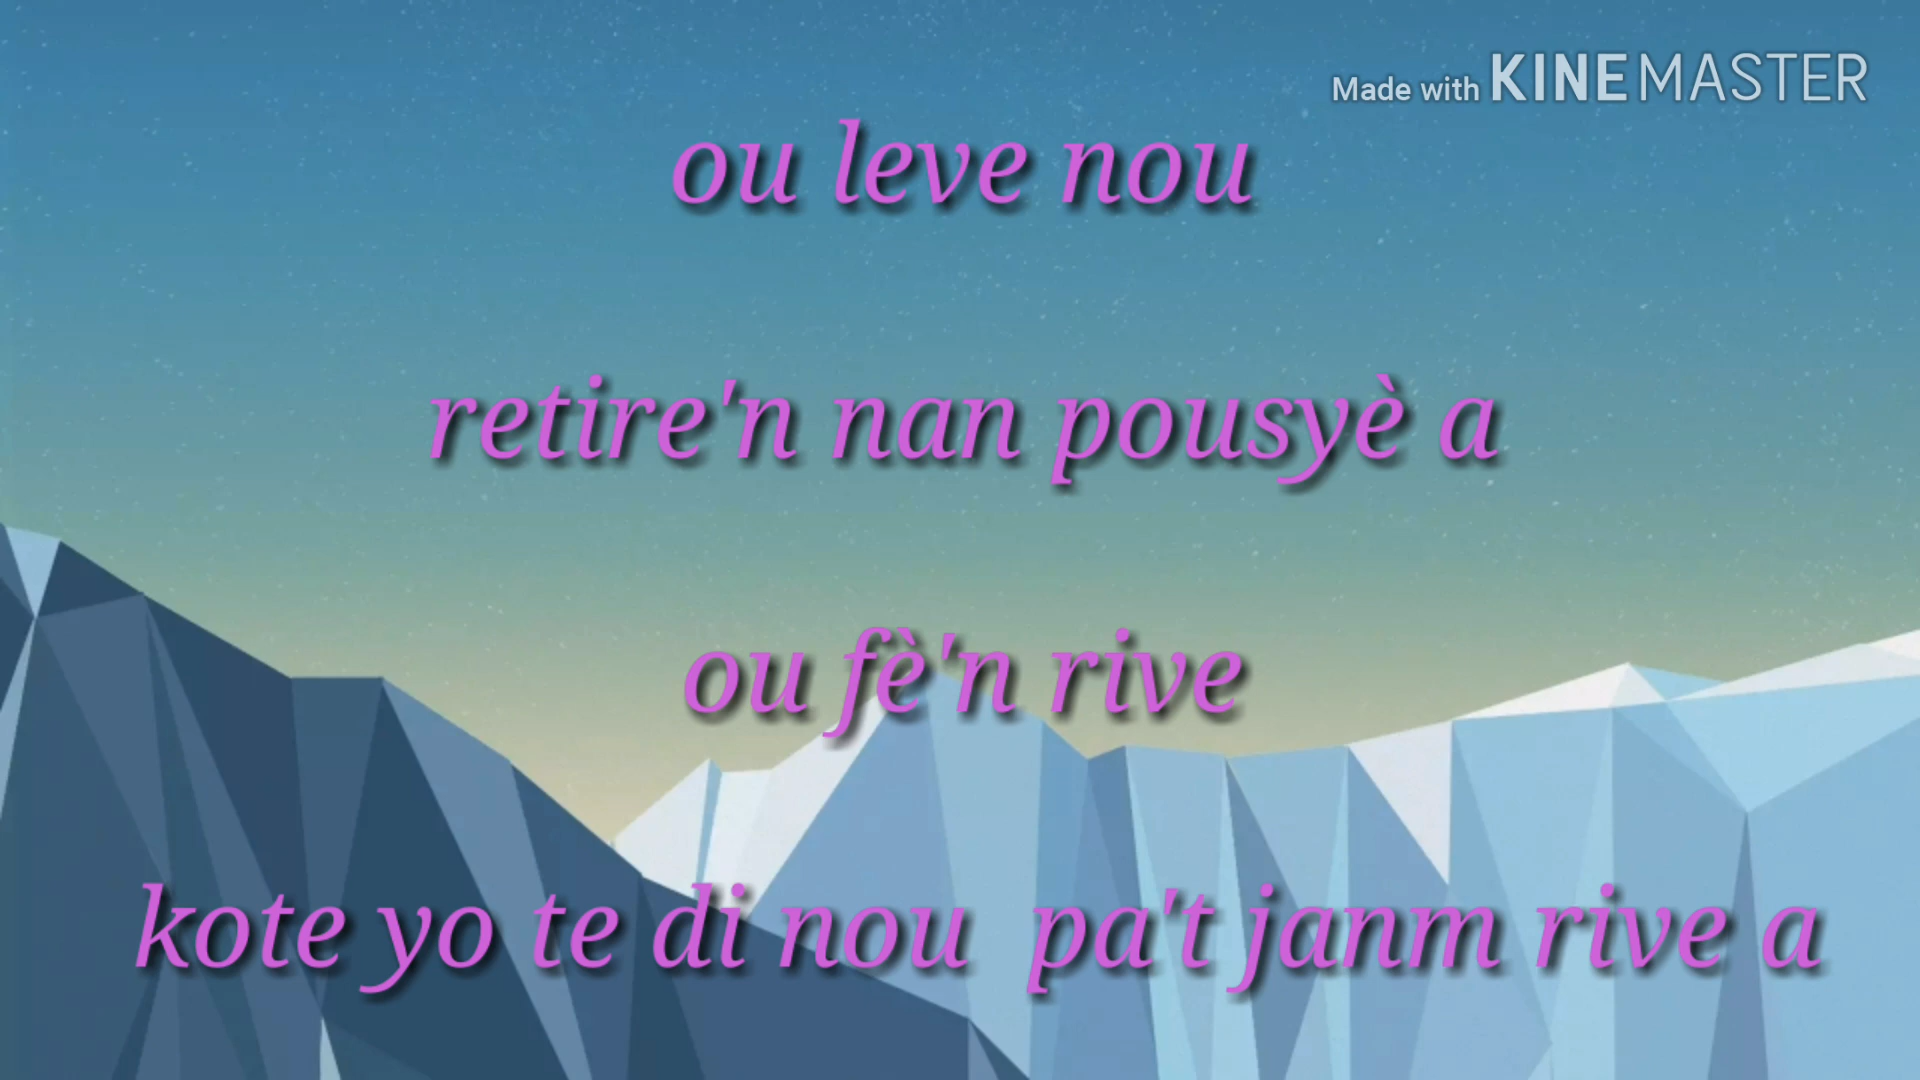 Made with KINEMASTER
ou leve nou
retire'n nan pousyè a
ou fè'n rive
kote yo te di nou  pa't janm rive a